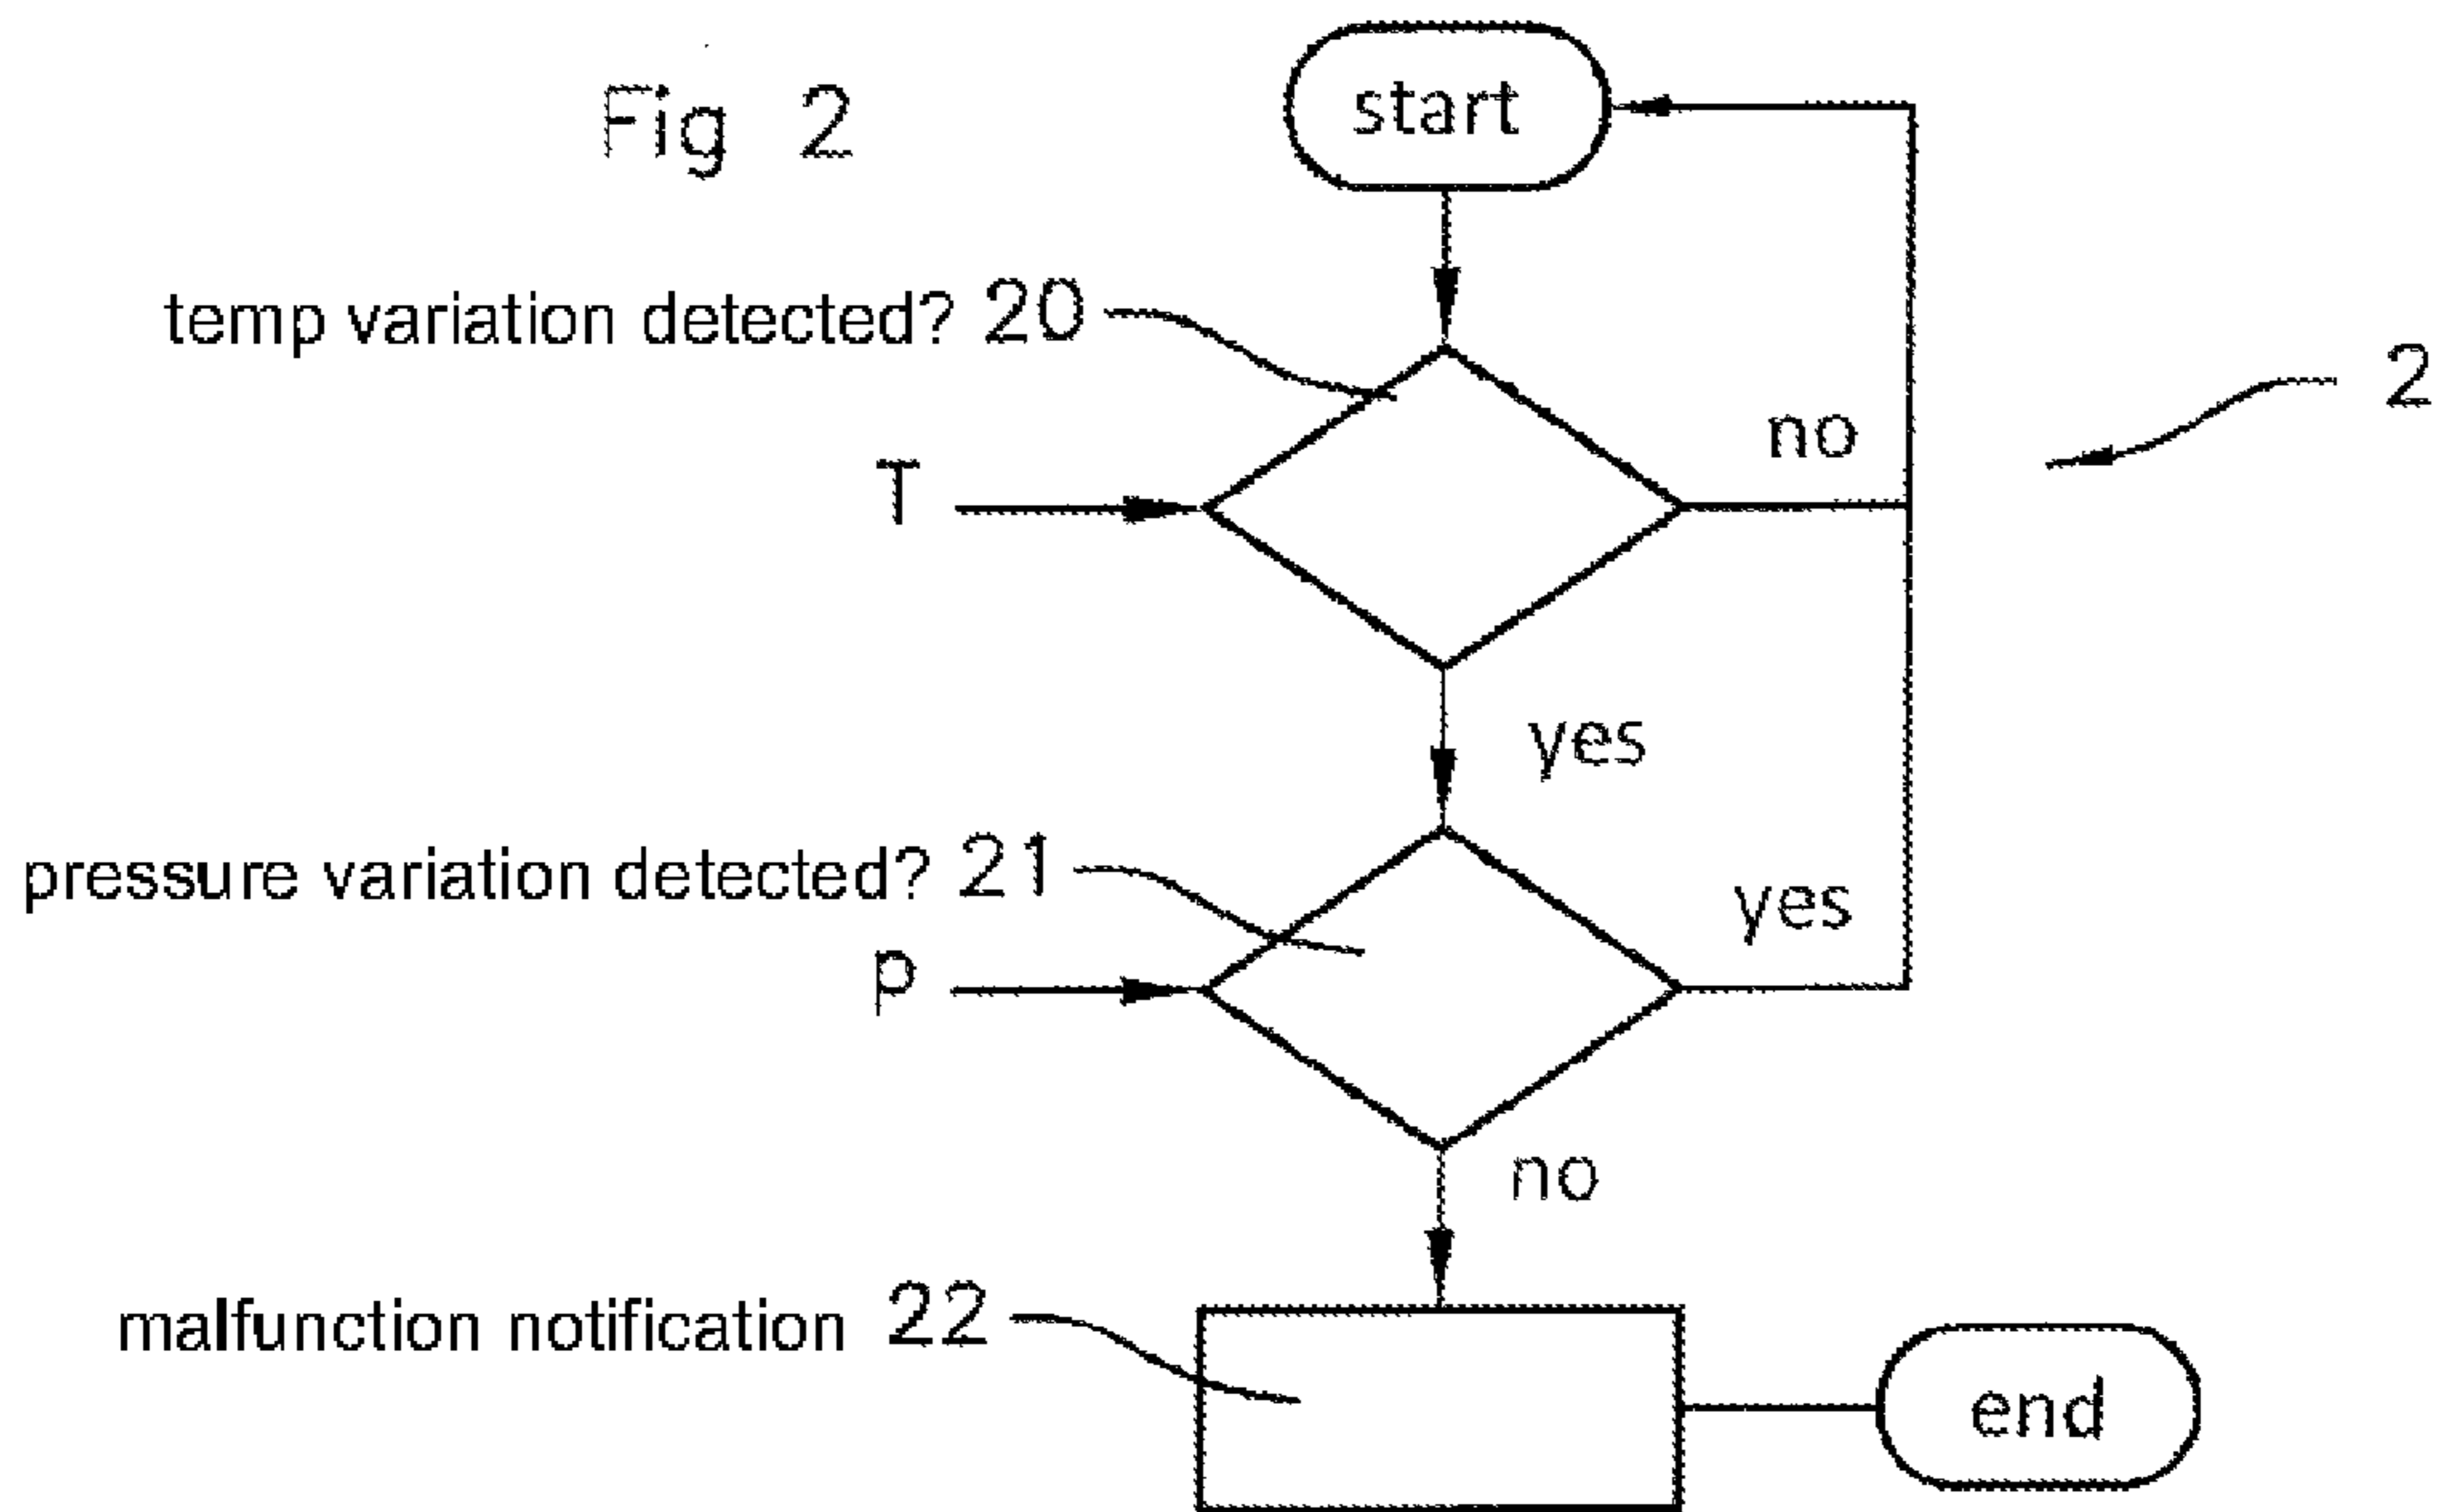 Fig 2
start
temp variation detected? 20
2
no
T
yes
pressure variation detected? 21
yes
P
no
malfunction notification 22
end